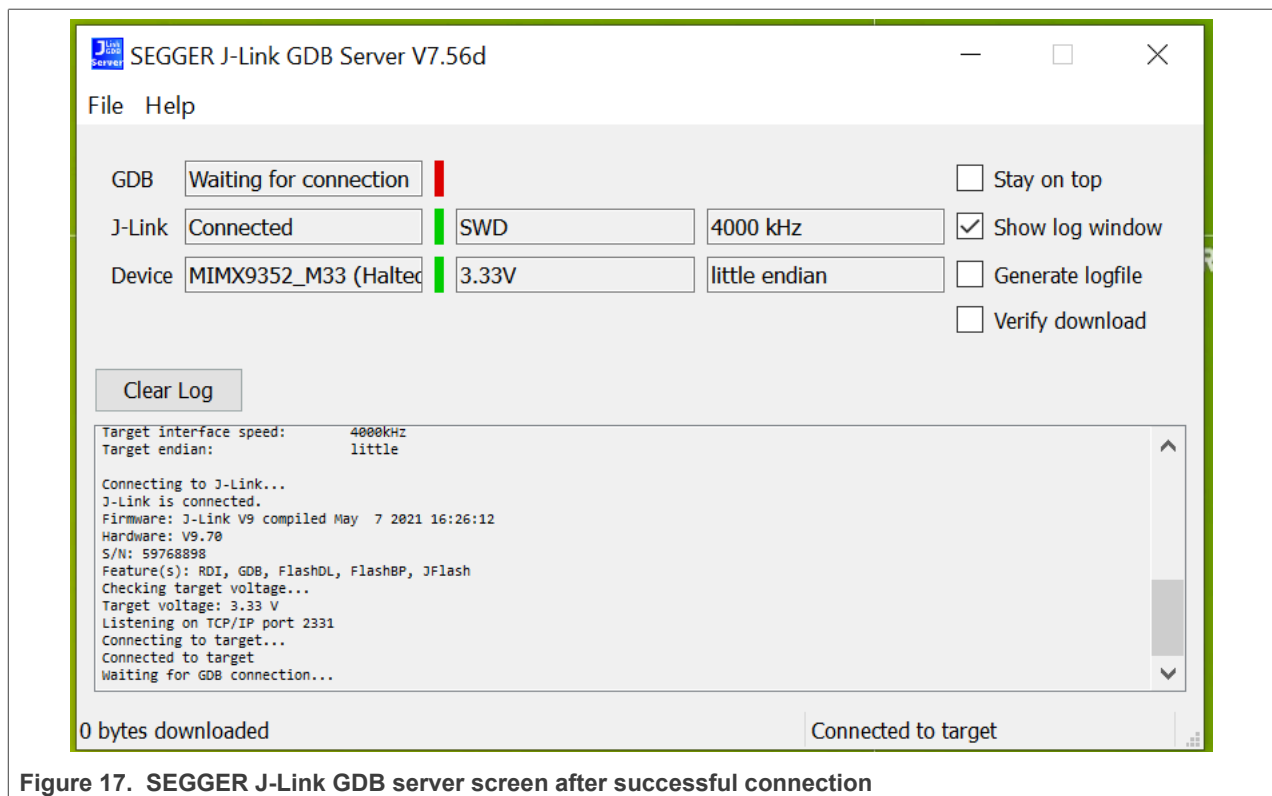 J-Link GDB Server
SEGGER J-Link GDB Server V7.56d
File Help
GDB Waiting for connection Stay on top
J-Link Connected SWD 4000 kHz Show log window
Device MIMX9352_M33 (Halted 3.33V little endian Generate logfile
Verify download
Clear Log
Target interface speed: 4000kHz
Target endian: little
Connecting to J-Link...
J-Link is connected.
Firmware: J-Link V9 compiled May 7 2021 16:26:12
Hardware: V9.70
S/N: 59768898
Feature(s): RDI, GDB, FlashDL, FlashBP, JFlash
Checking target voltage...
Target voltage: 3.33 V
Listening on TCP/IP port 2331
Connecting to target...
Connected to target
Waiting for GDB connection...
0 bytes downloaded Connected to target
Figure 17. SEGGER J-Link GDB server screen after successful connection